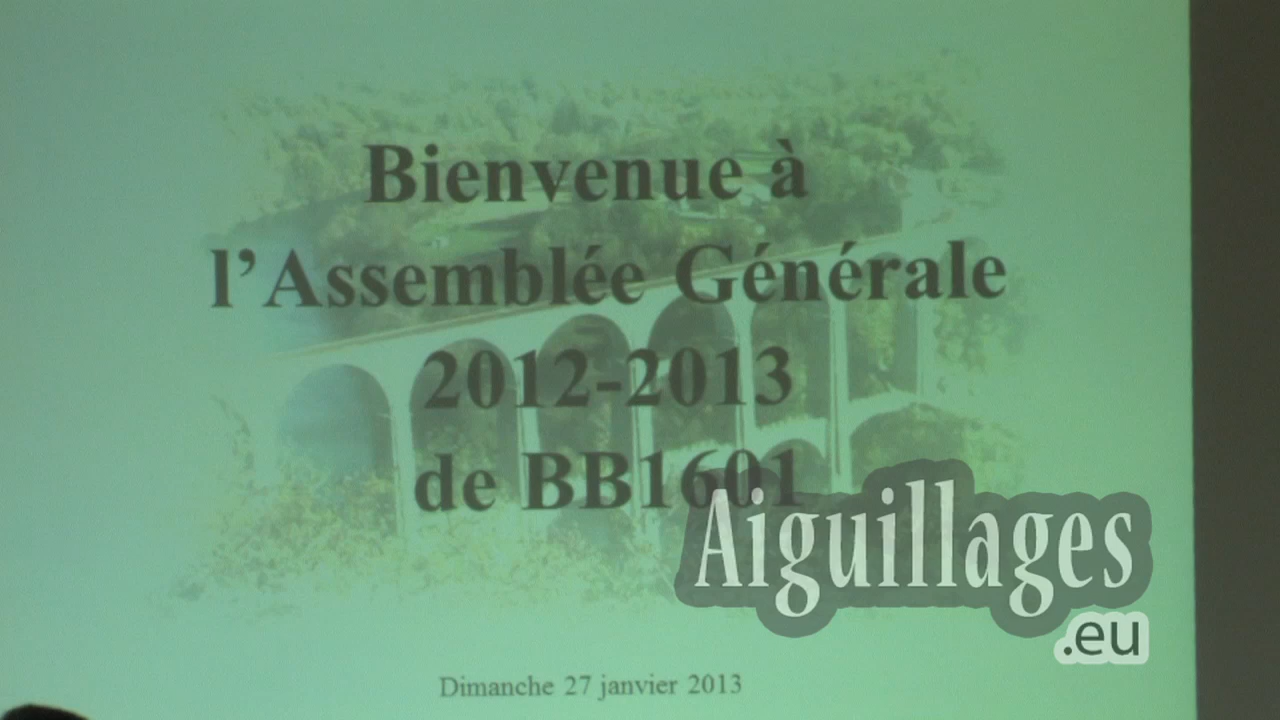 Bienvenue à
l’Assemblée Générale
2012-2013
de BB1601
Aiguillages
.eu
Dimanche 27 janvier 2013